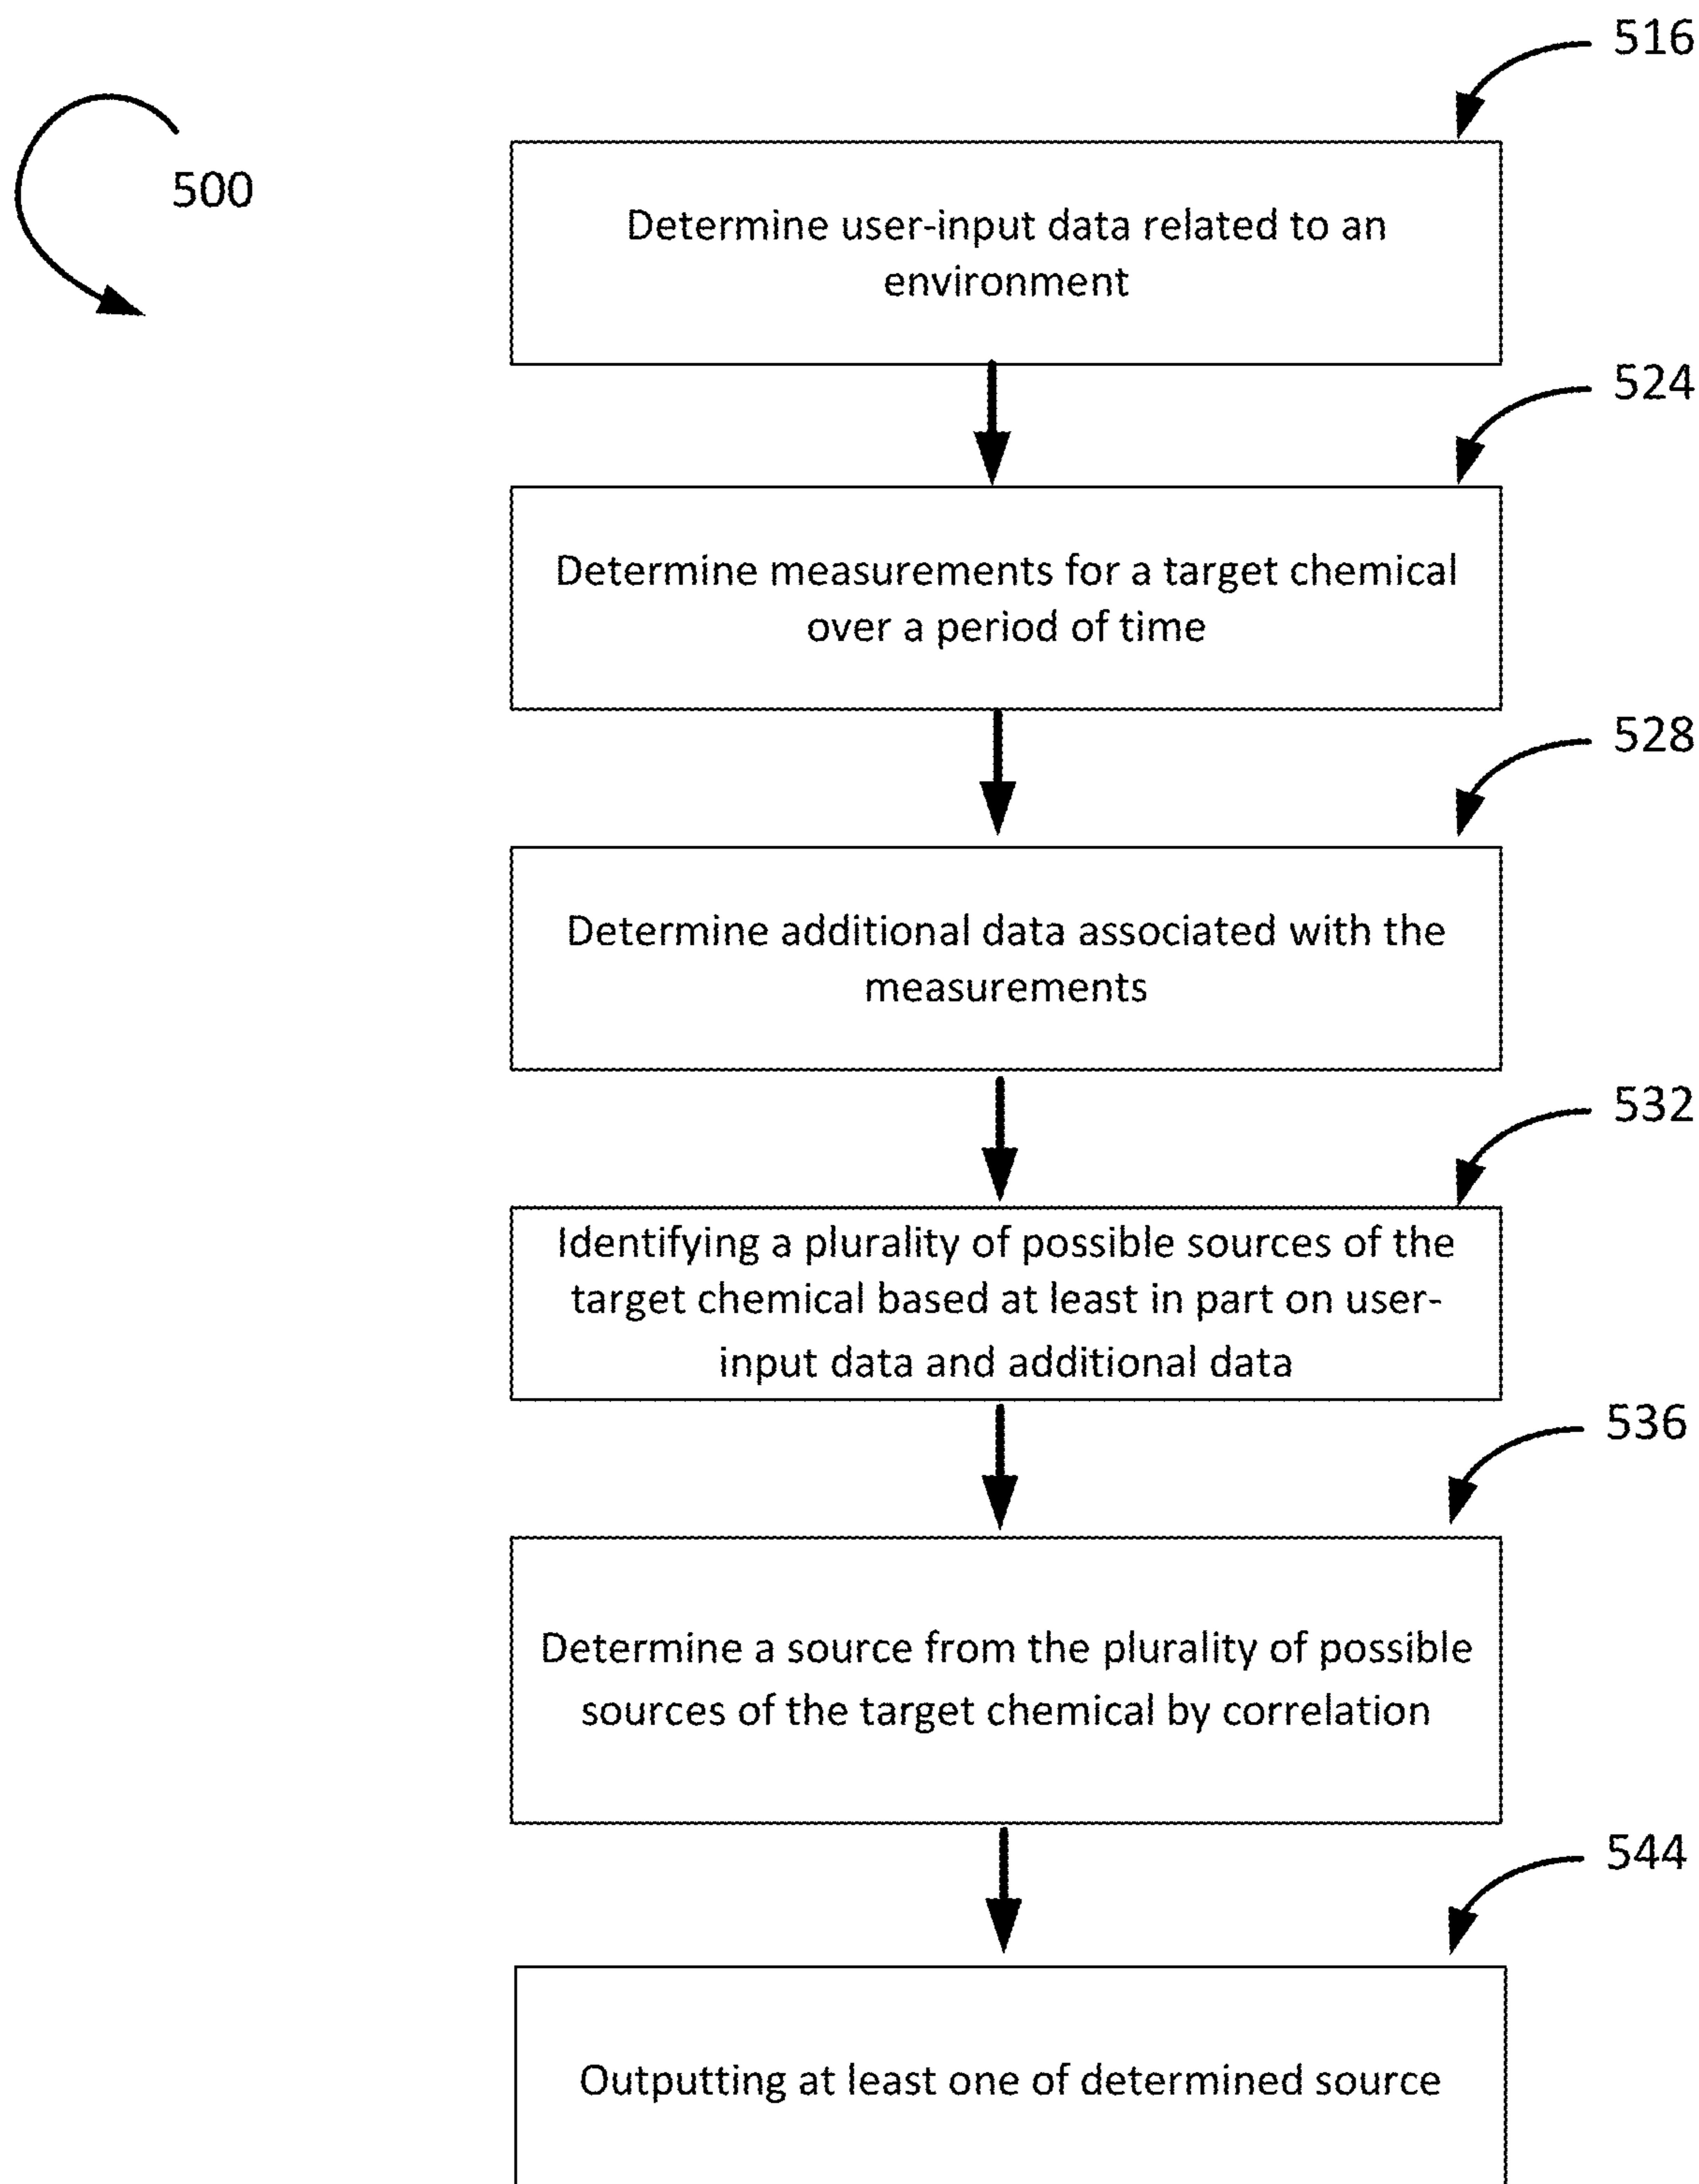 516
500
Determine user-input data related to an
environment
524
Determine measurements for a target chemical
over a period of time
528
Determine additional data associated with the
measurements
532
Identifying a plurality of possible sources of the
target chemical based at least in part on user-
input data and additional data
536
Determine a source from the plurality of possible
sources of the target chemical by correlation
544
Outputting at least one of determined source